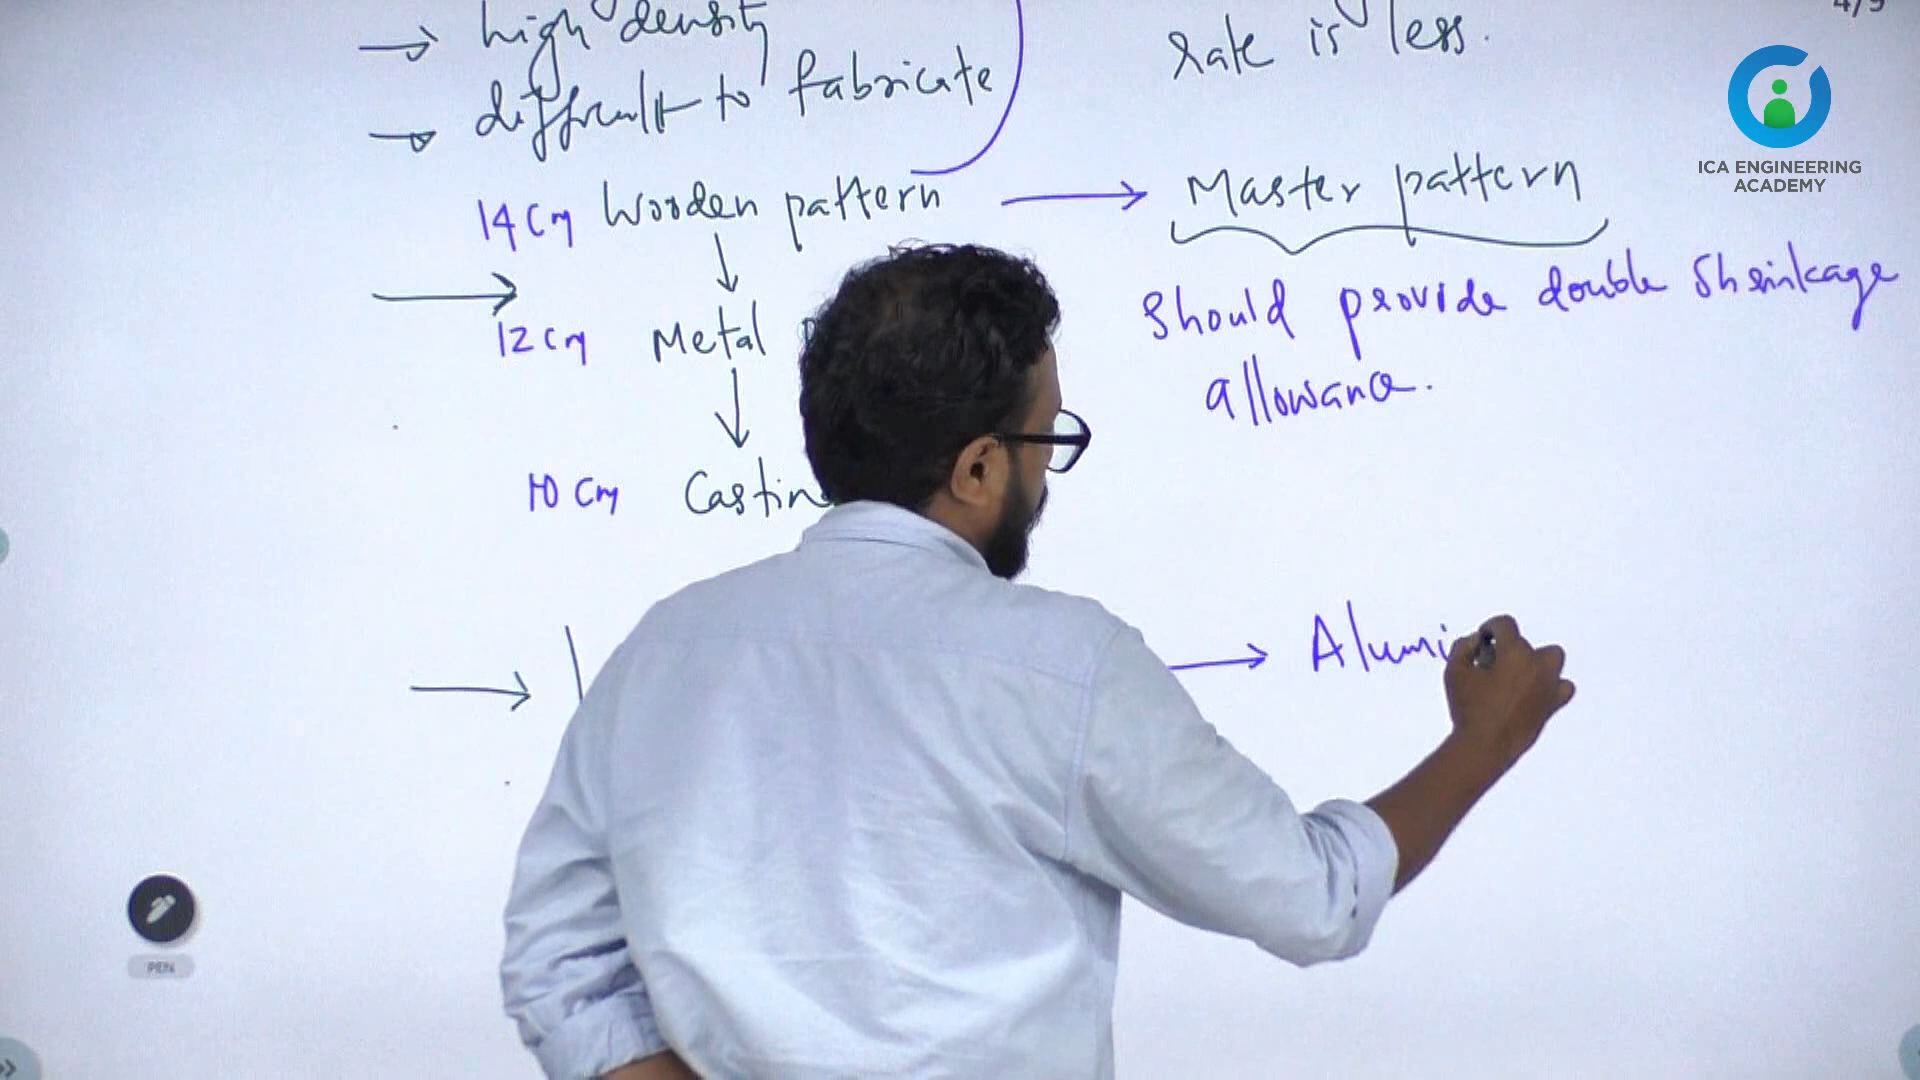 → high density
→ difficult to fabricate
rate is less.
14 cm Wooden pattern → Master pattern
should provide double shrinkage
allowance.
→
12 cm Metal
10 cm Castin
→
→ Alumi
ICA ENGINEERING
ACADEMY
PEN